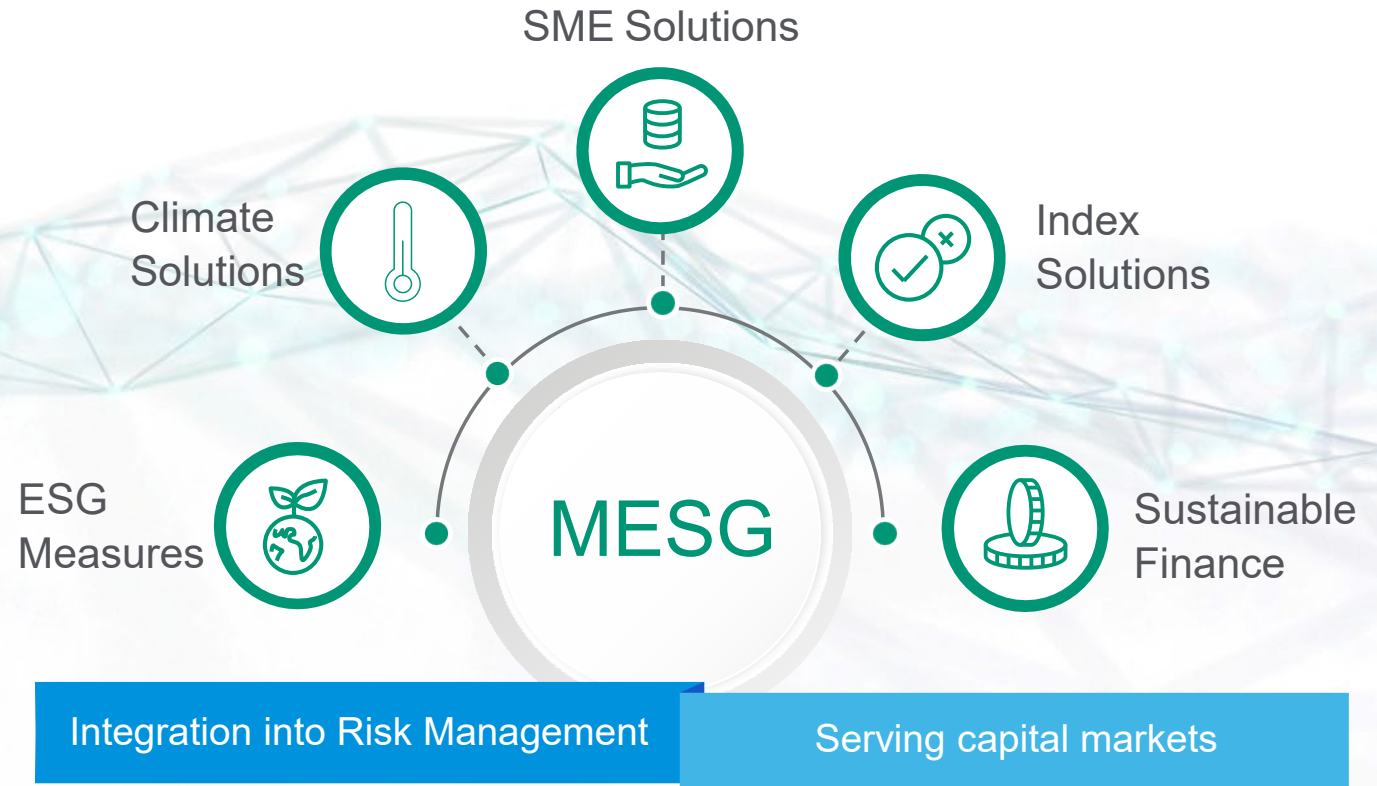 SME Solutions
Climate
Solutions
Index
Solutions
ESG
Measures
MESG
Sustainable
Finance
Integration into Risk Management
Serving capital markets